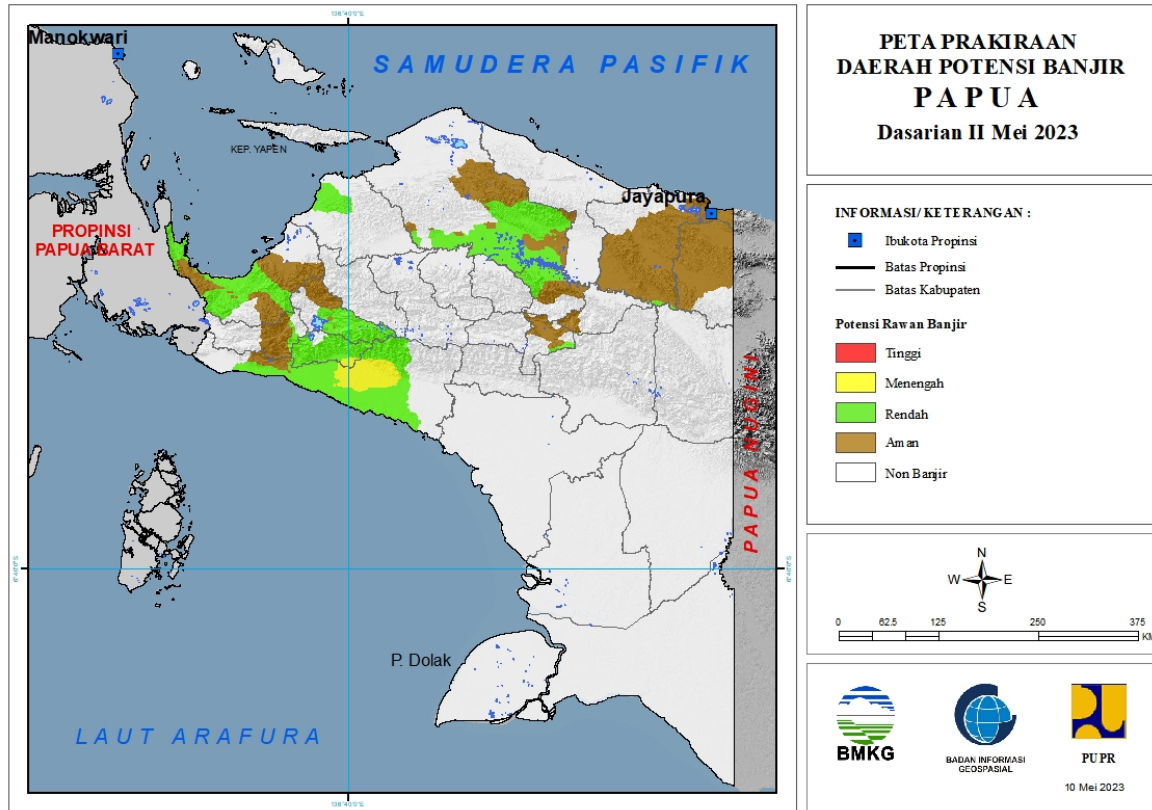 PETA PRAKIRAAN
DAERAH POTENSI BANJIR
PAPUA
Dasarian II Mei 2023
INFORMASI/ KETERANGAN :
Ibukota Propinsi
Batas Propinsi
Batas Kabupaten
Potensi Rawan Banjir
Tinggi
Menengah
Rendah
Aman
Non Banjir
N
W E
S
0 62.5 125 250 375
KM
BMKG
BADAN INFORMASI
GEOSPASIAL
PUPR
10 Mei 2023
Manokwari
SAMUDERA PASIFIK
KEP. YAPEN
Jayapura
PROPINSI
PAPUA BARAT
PAPUA NUGINI
P. Dolak
LAUT ARAFURA